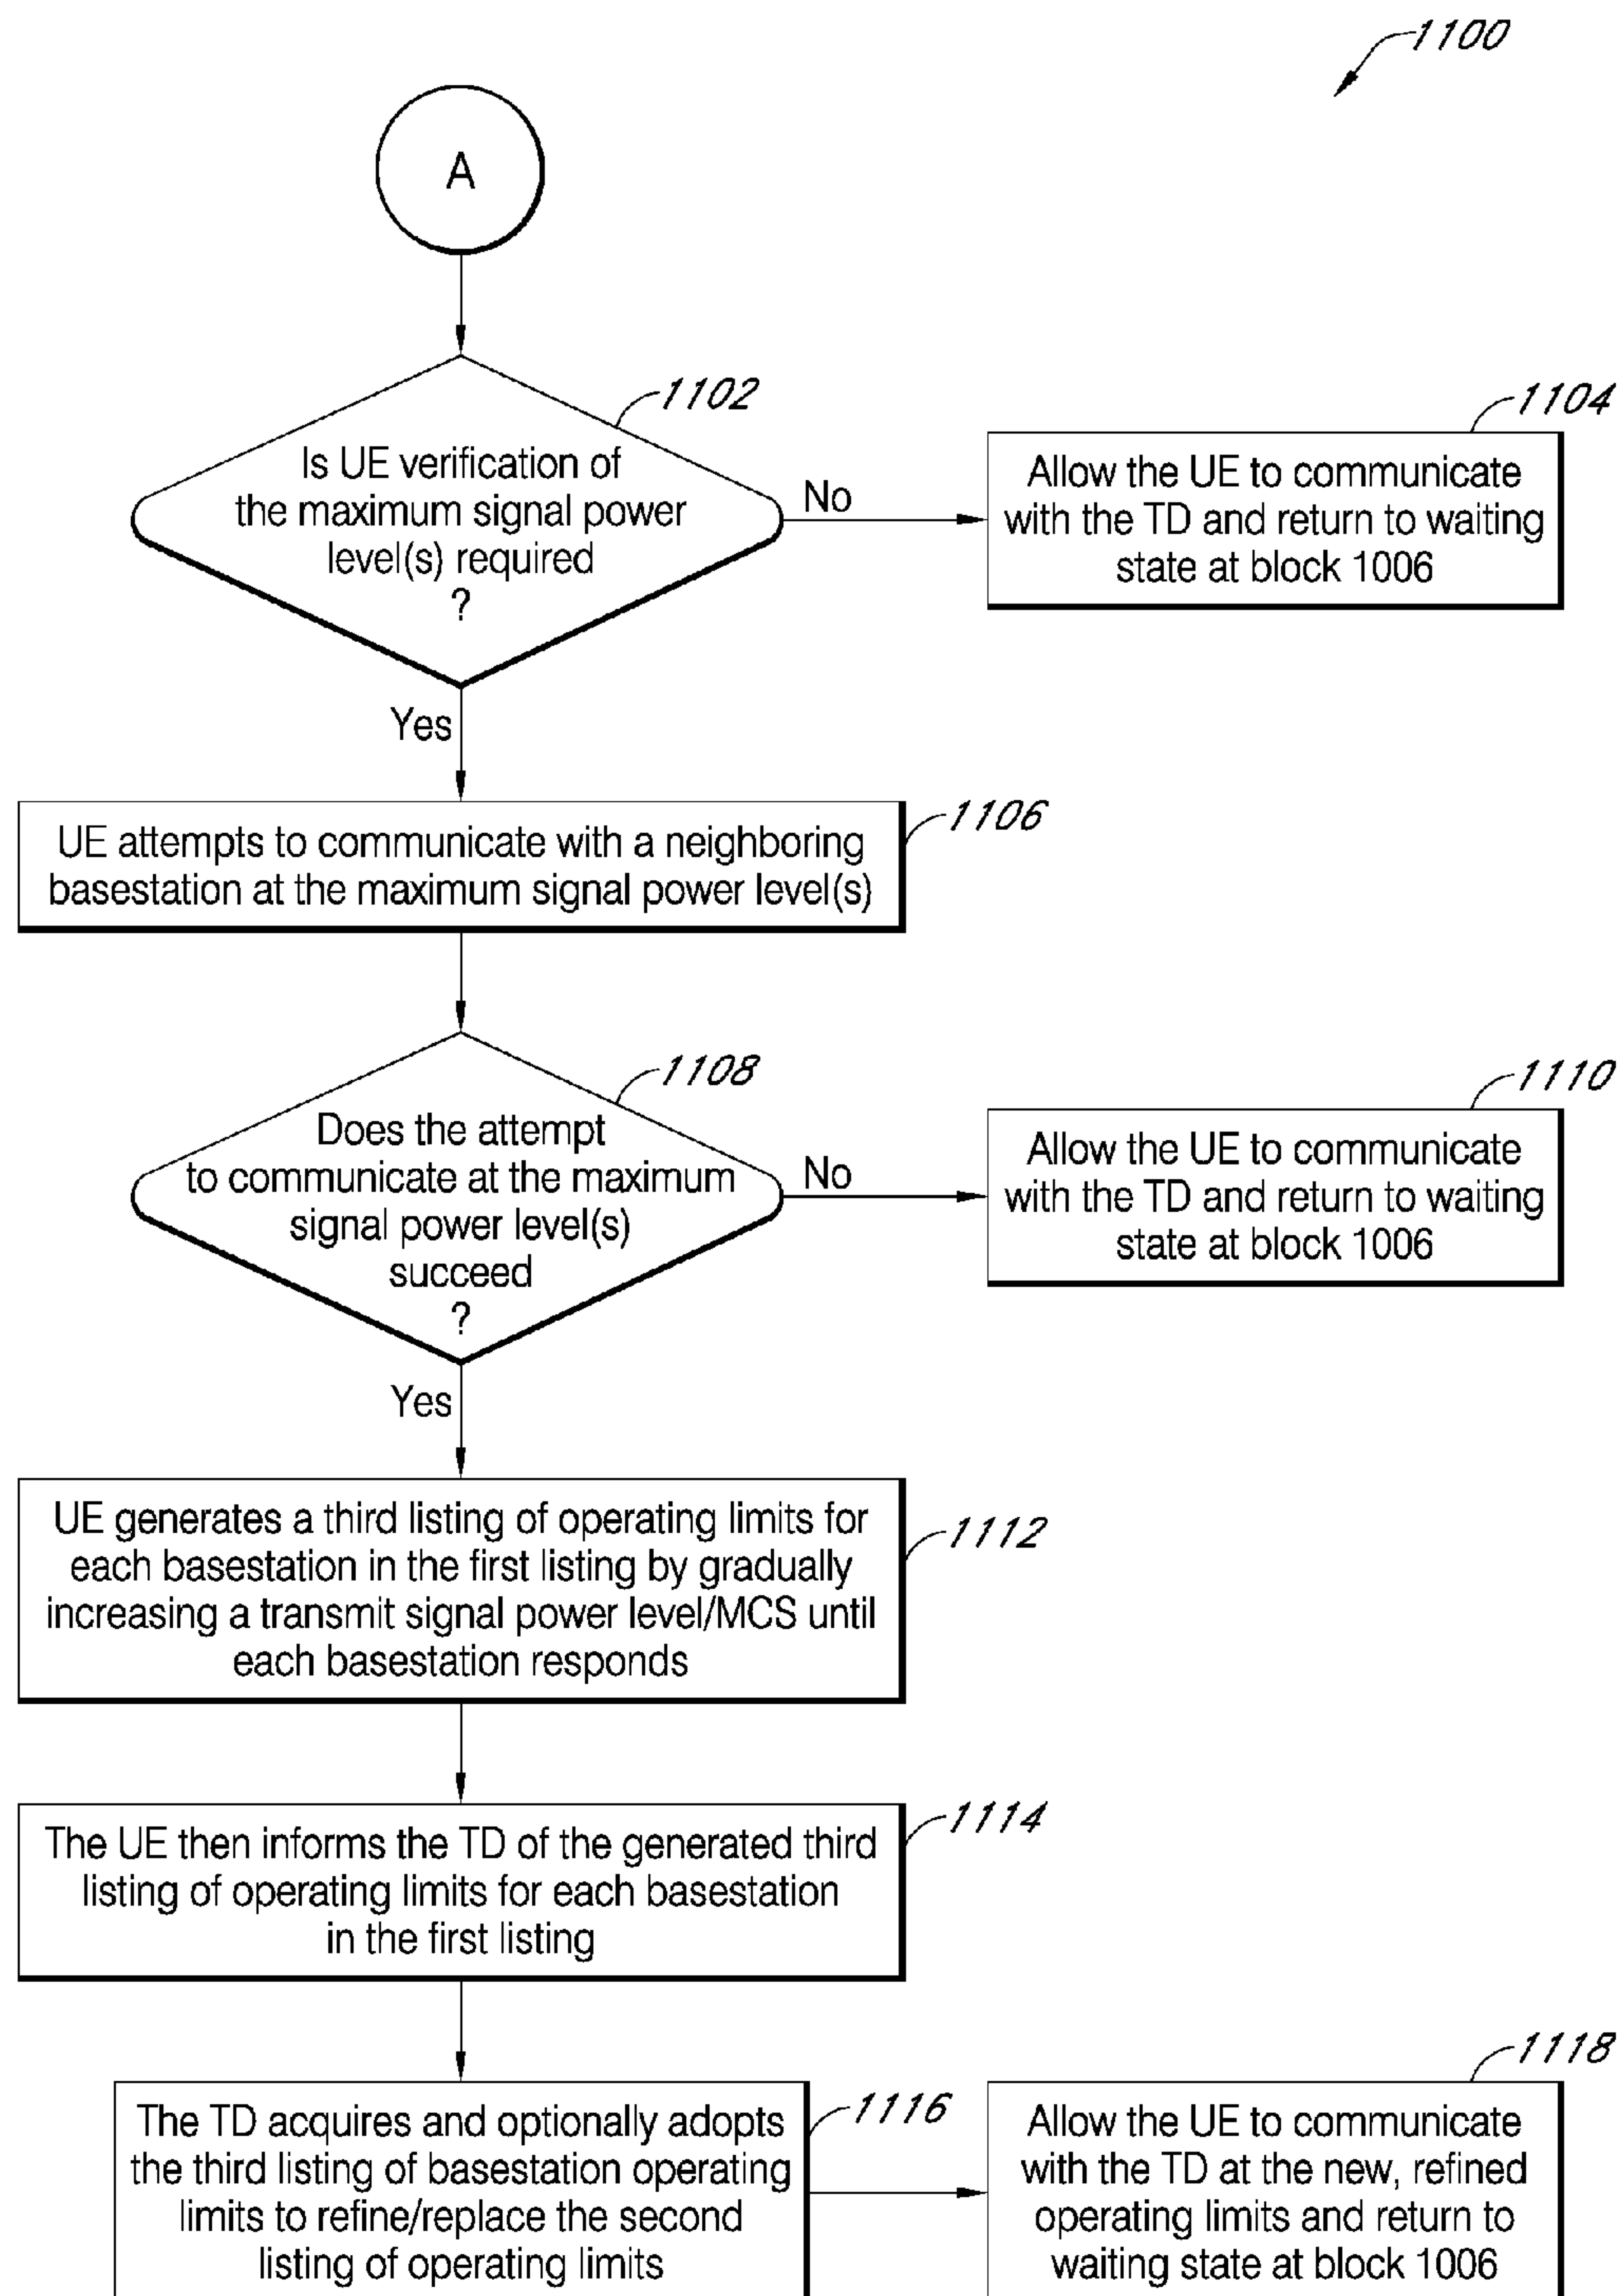 1100
A
1102
Is UE verification of
the maximum signal power
level(s) required
?
No
1104
Allow the UE to communicate
with the TD and return to waiting
state at block 1006
Yes
1106
UE attempts to communicate with a neighboring
basestation at the maximum signal power level(s)
1108
Does the attempt
to communicate at the maximum
signal power level(s)
succeed
?
No
1110
Allow the UE to communicate
with the TD and return to waiting
state at block 1006
Yes
1112
UE generates a third listing of operating limits for
each basestation in the first listing by gradually
increasing a transmit signal power level/MCS until
each basestation responds
1114
The UE then informs the TD of the generated third
listing of operating limits for each basestation
in the first listing
1116
The TD acquires and optionally adopts
the third listing of basestation operating
limits to refine/replace the second
listing of operating limits
1118
Allow the UE to communicate
with the TD at the new, refined
operating limits and return to
waiting state at block 1006